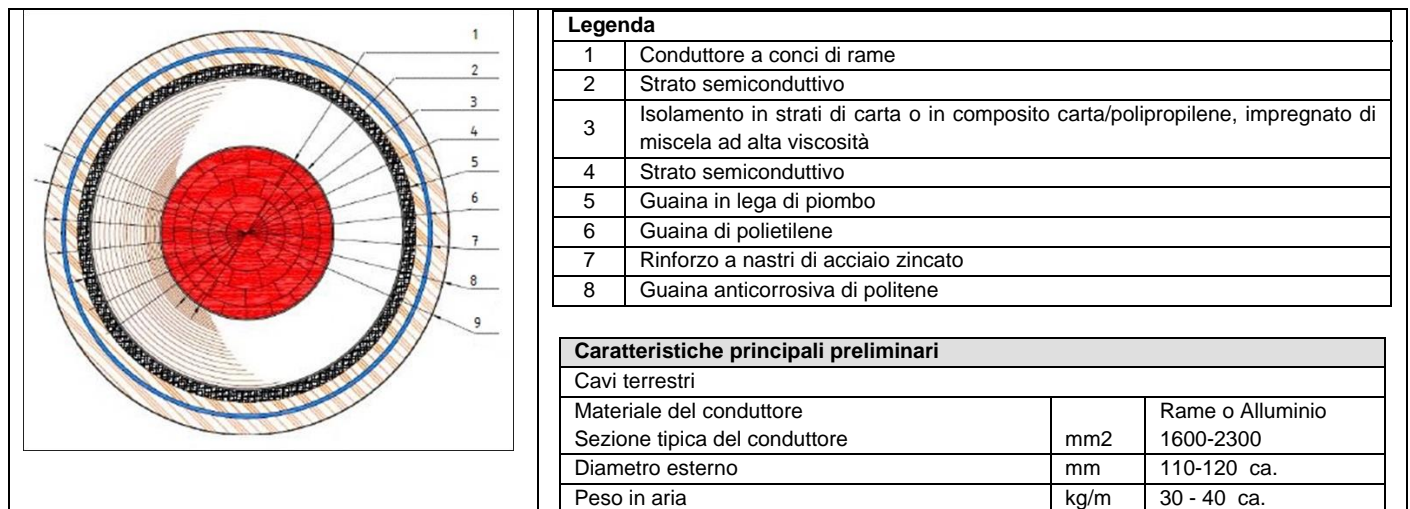 1
2
3
4
5
6
7
8
9
Legenda
1 Conduttore a conci di rame
2 Strato semiconduttivo
3 Isolamento in strati di carta o in composito carta/polipropilene, impregnato di
miscela ad alta viscosità
4 Strato semiconduttivo
5 Guaina in lega di piombo
6 Guaina di polietilene
7 Rinforzo a nastri di acciaio zincato
8 Guaina anticorrosiva di politene
Caratteristiche principali preliminari
Cavi terrestri
Materiale del conduttore Rame o Alluminio
Sezione tipica del conduttore mm2 1600-2300
Diametro esterno mm 110-120 ca.
Peso in aria kg/m 30 - 40 ca.